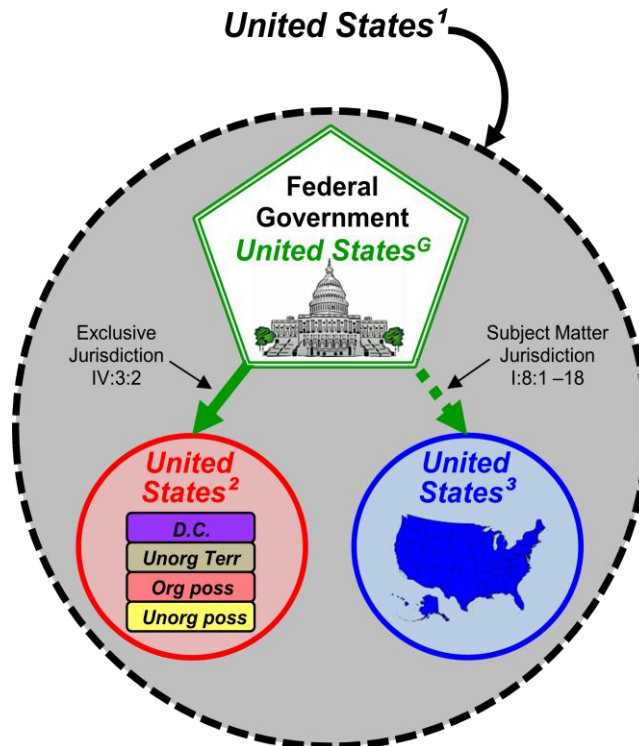 United States¹
Federal
Government
United Statesᴳ
Exclusive
Jurisdiction
IV:3:2
Subject Matter
Jurisdiction
I:8:1 –18
United
States²
D.C.
Unorg Terr
Org poss
Unorg poss
United
States³